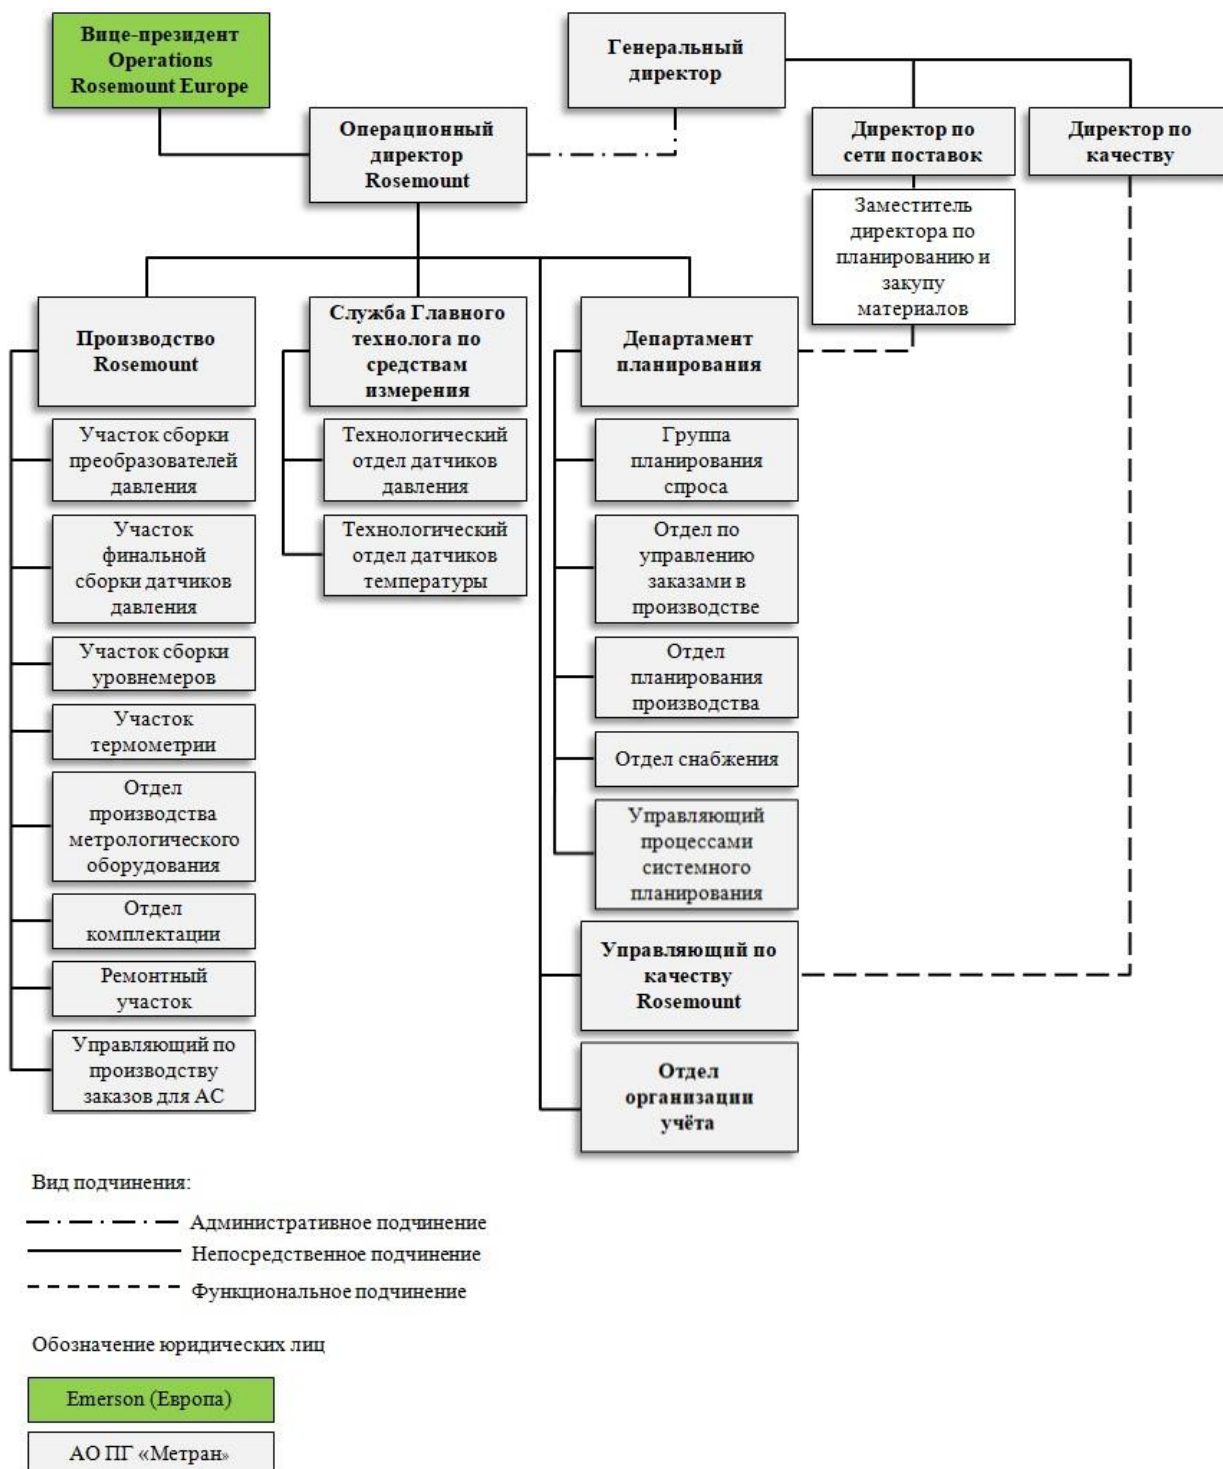 Вице-президент
Operations
Rosemount Europe
Генеральный
директор
Операционный
директор
Rosemount
Директор по
сети поставок
Директор по
качеству
Заместитель
директора по
планированию и
закупу
материалов
Производство
Rosemount
Участок сборки
преобразователей
давления
Участок
финальной
сборки датчиков
давления
Участок сборки
уровнемеров
Участок
термометрии
Отдел
производства
метрологического
оборудования
Отдел
комплектации
Ремонтный
участок
Управляющий по
производству
заказов для АС
Служба Главного
технолога по
средствам
измерения
Технологический
отдел датчиков
давления
Технологический
отдел датчиков
температуры
Департамент
планирования
Группа
планирования
спроса
Отдел по
управлению
заказами в
производстве
Отдел
планирования
производства
Отдел снабжения
Управляющий
процессами
системного
планирования
Управляющий по
качеству
Rosemount
Отдел
организации
учёта
Вид подчинения:
Административное подчинение
Непосредственное подчинение
Функциональное подчинение
Обозначение юридических лиц
Emerson (Европа)
АО ПГ «Метран»